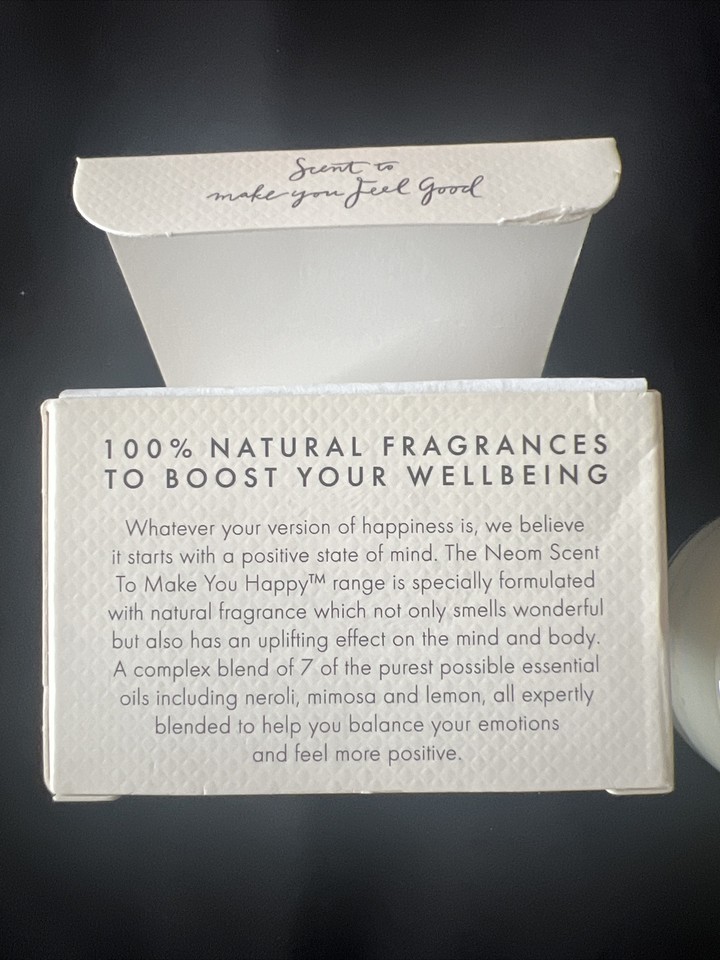 Scent to
make you Feel Good
100% NATURAL FRAGRANCES
TO BOOST YOUR WELLBEING
Whatever your version of happiness is, we believe
it starts with a positive state of mind. The Neom Scent
To Make You Happy™ range is specially formulated
with natural fragrance which not only smells wonderful
but also has an uplifting effect on the mind and body.
A complex blend of 7 of the purest possible essential
oils including neroli, mimosa and lemon, all expertly
blended to help you balance your emotions
and feel more positive.